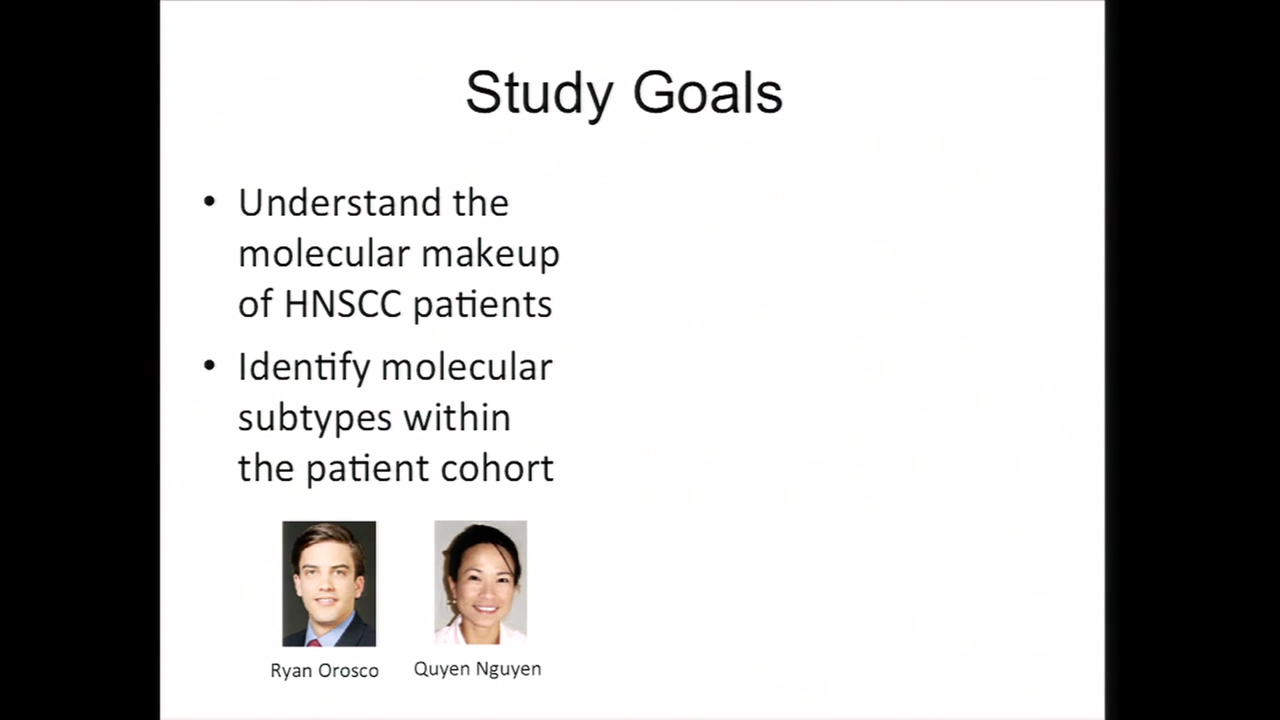 Study Goals
• Understand the
molecular makeup
of HNSCC patients
• Identify molecular
subtypes within
the patient cohort
Ryan Orosco
Quyen Nguyen